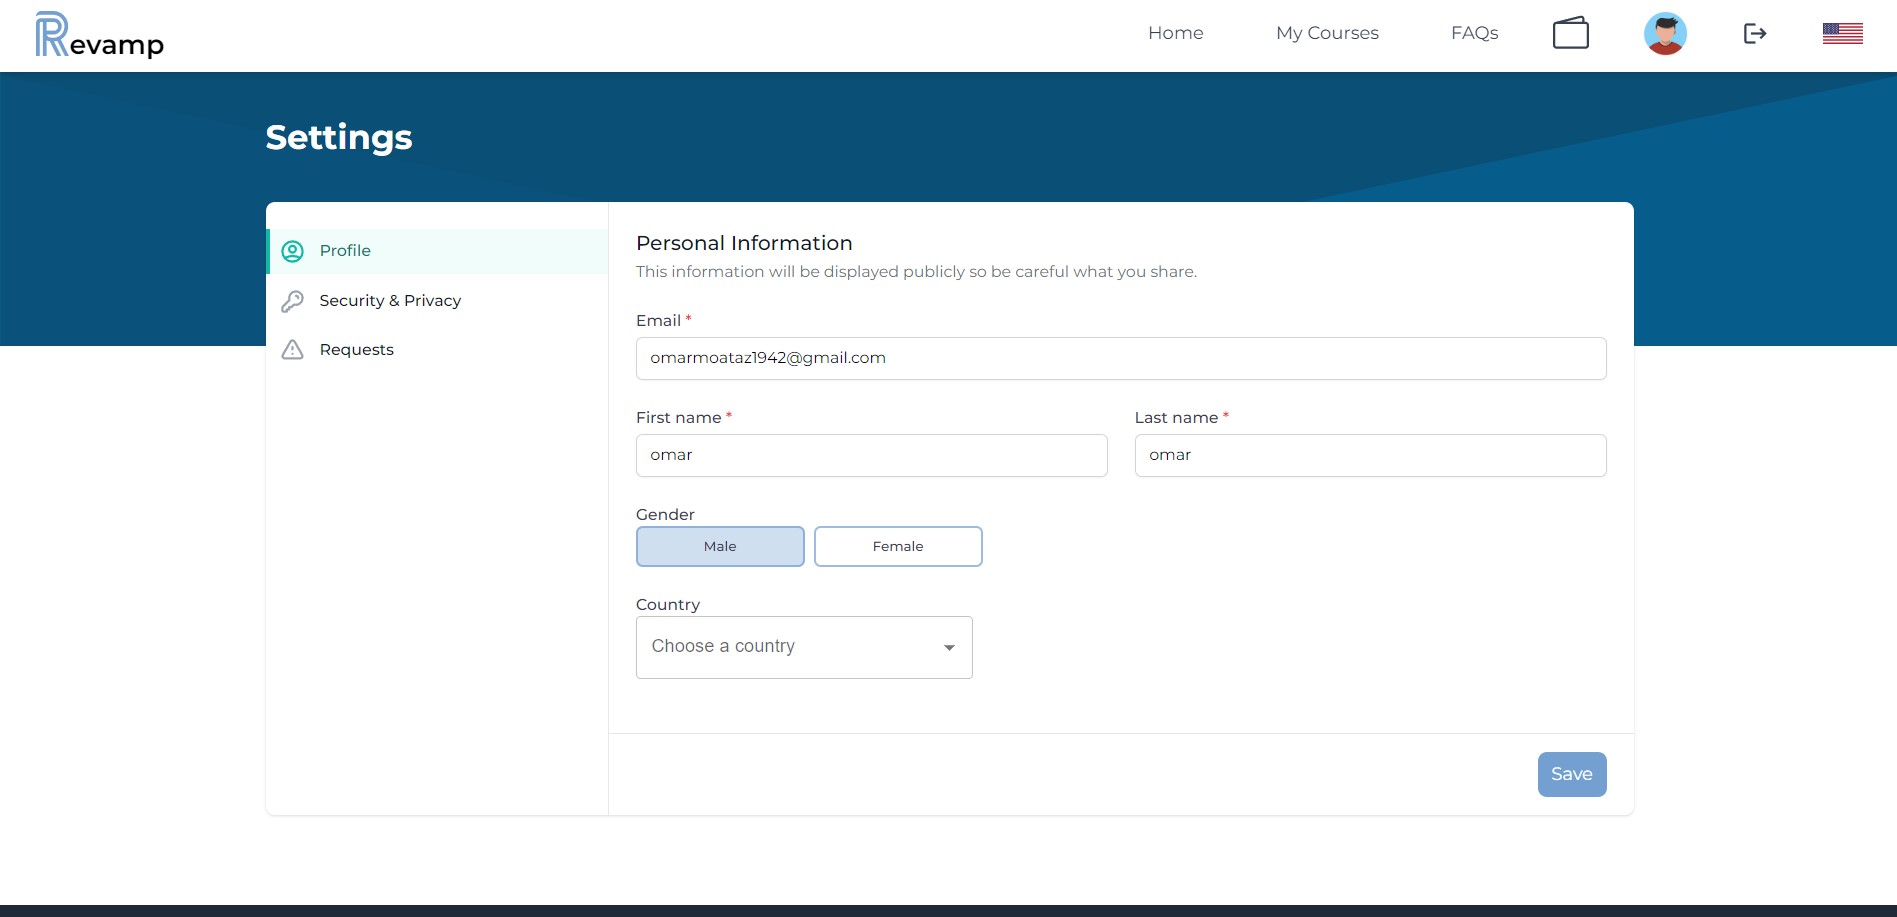 Revamp
Home My Courses FAQs
Settings
Profile
Security & Privacy
Requests
Personal Information
This information will be displayed publicly so be careful what you share.
Email *
omarmoataz1942@gmail.com
First name * Last name *
omar omar
Gender
Male Female
Country
Choose a country
Save